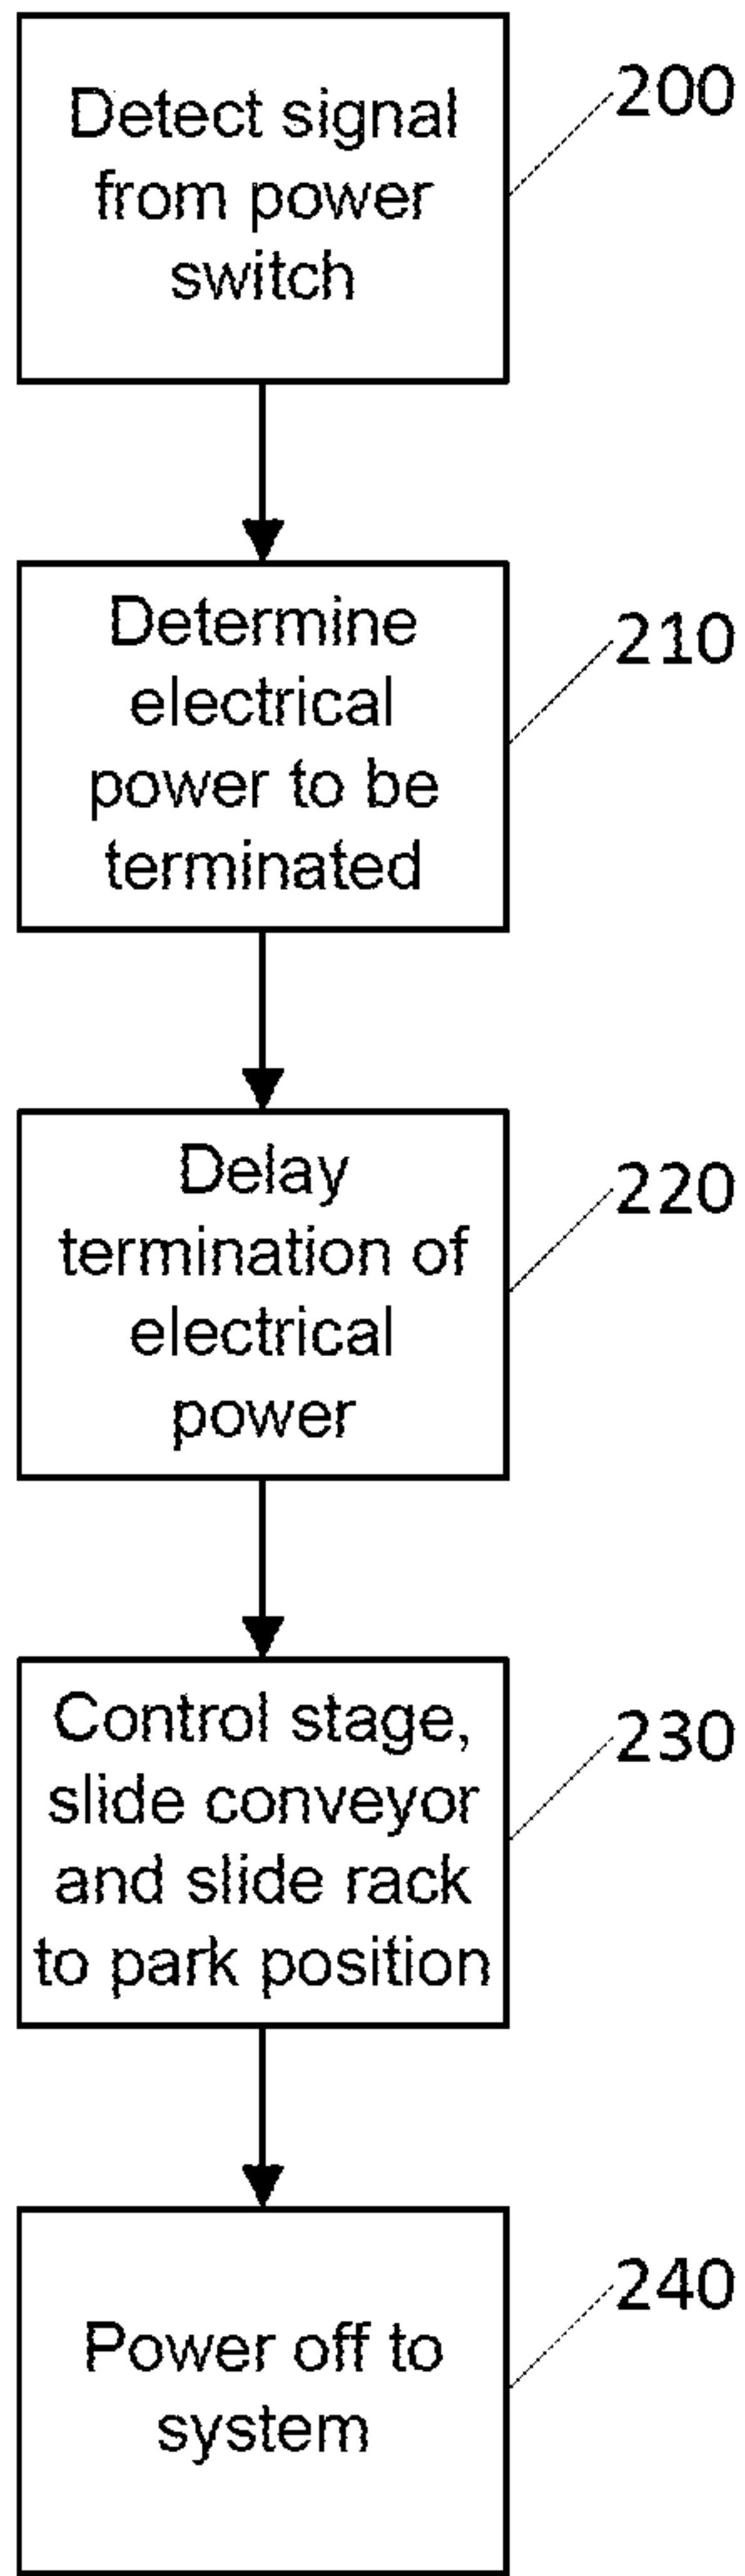 Detect signal
from power
switch
200
Determine
electrical
power to be
terminated
210
Delay
termination of
electrical
power
220
Control stage,
slide conveyor
and slide rack
to park position
230
Power off to
system
240